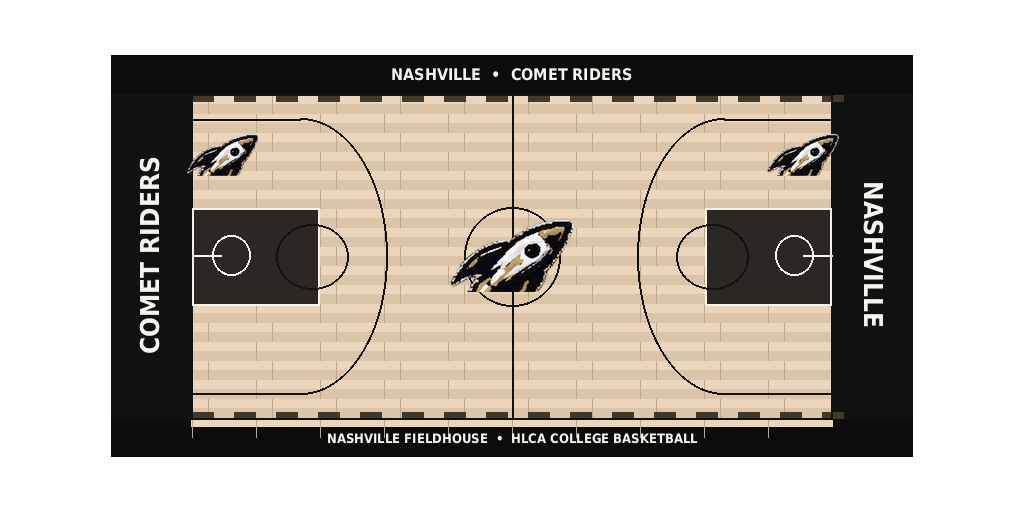 NASHVILLE • COMET RIDERS
COMET RIDERS
NASHVILLE
NASHVILLE FIELDHOUSE • HLCA COLLEGE BASKETBALL